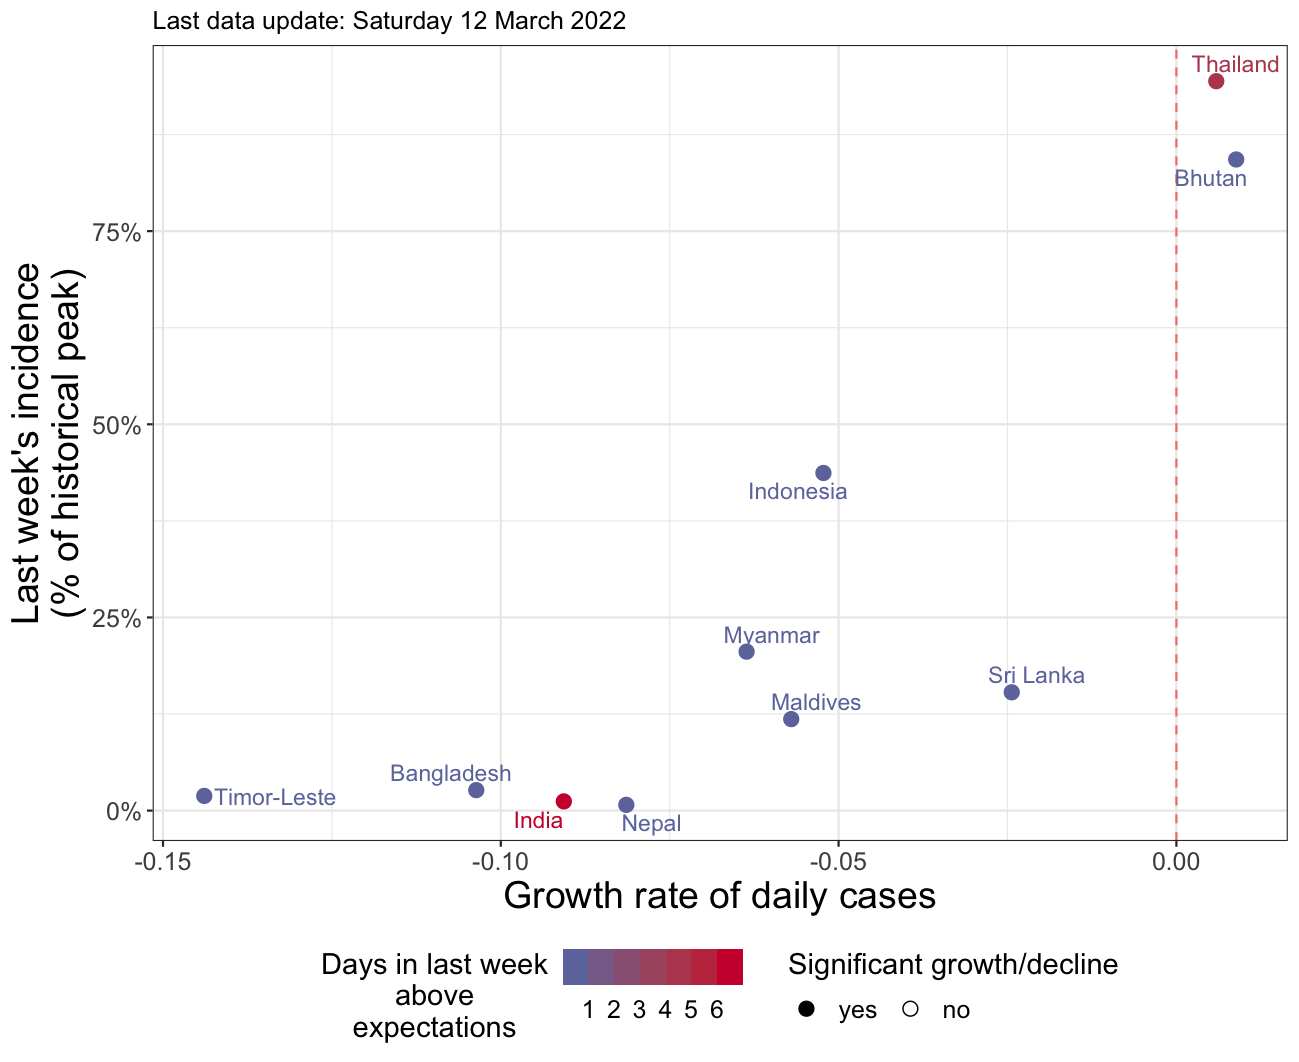 Last data update: Saturday 12 March 2022
Thailand
Bhutan
75%
50%
Indonesia
25%
Myanmar
Sri Lanka
Maldives
Bangladesh
Timor-Leste
0%
India
Nepal
Last week's incidence
(% of historical peak)
-0.15
-0.10
-0.05
0.00
Growth rate of daily cases
Days in last week
above
expectations
1 2 3 4 5 6
Significant growth/decline
yes
no